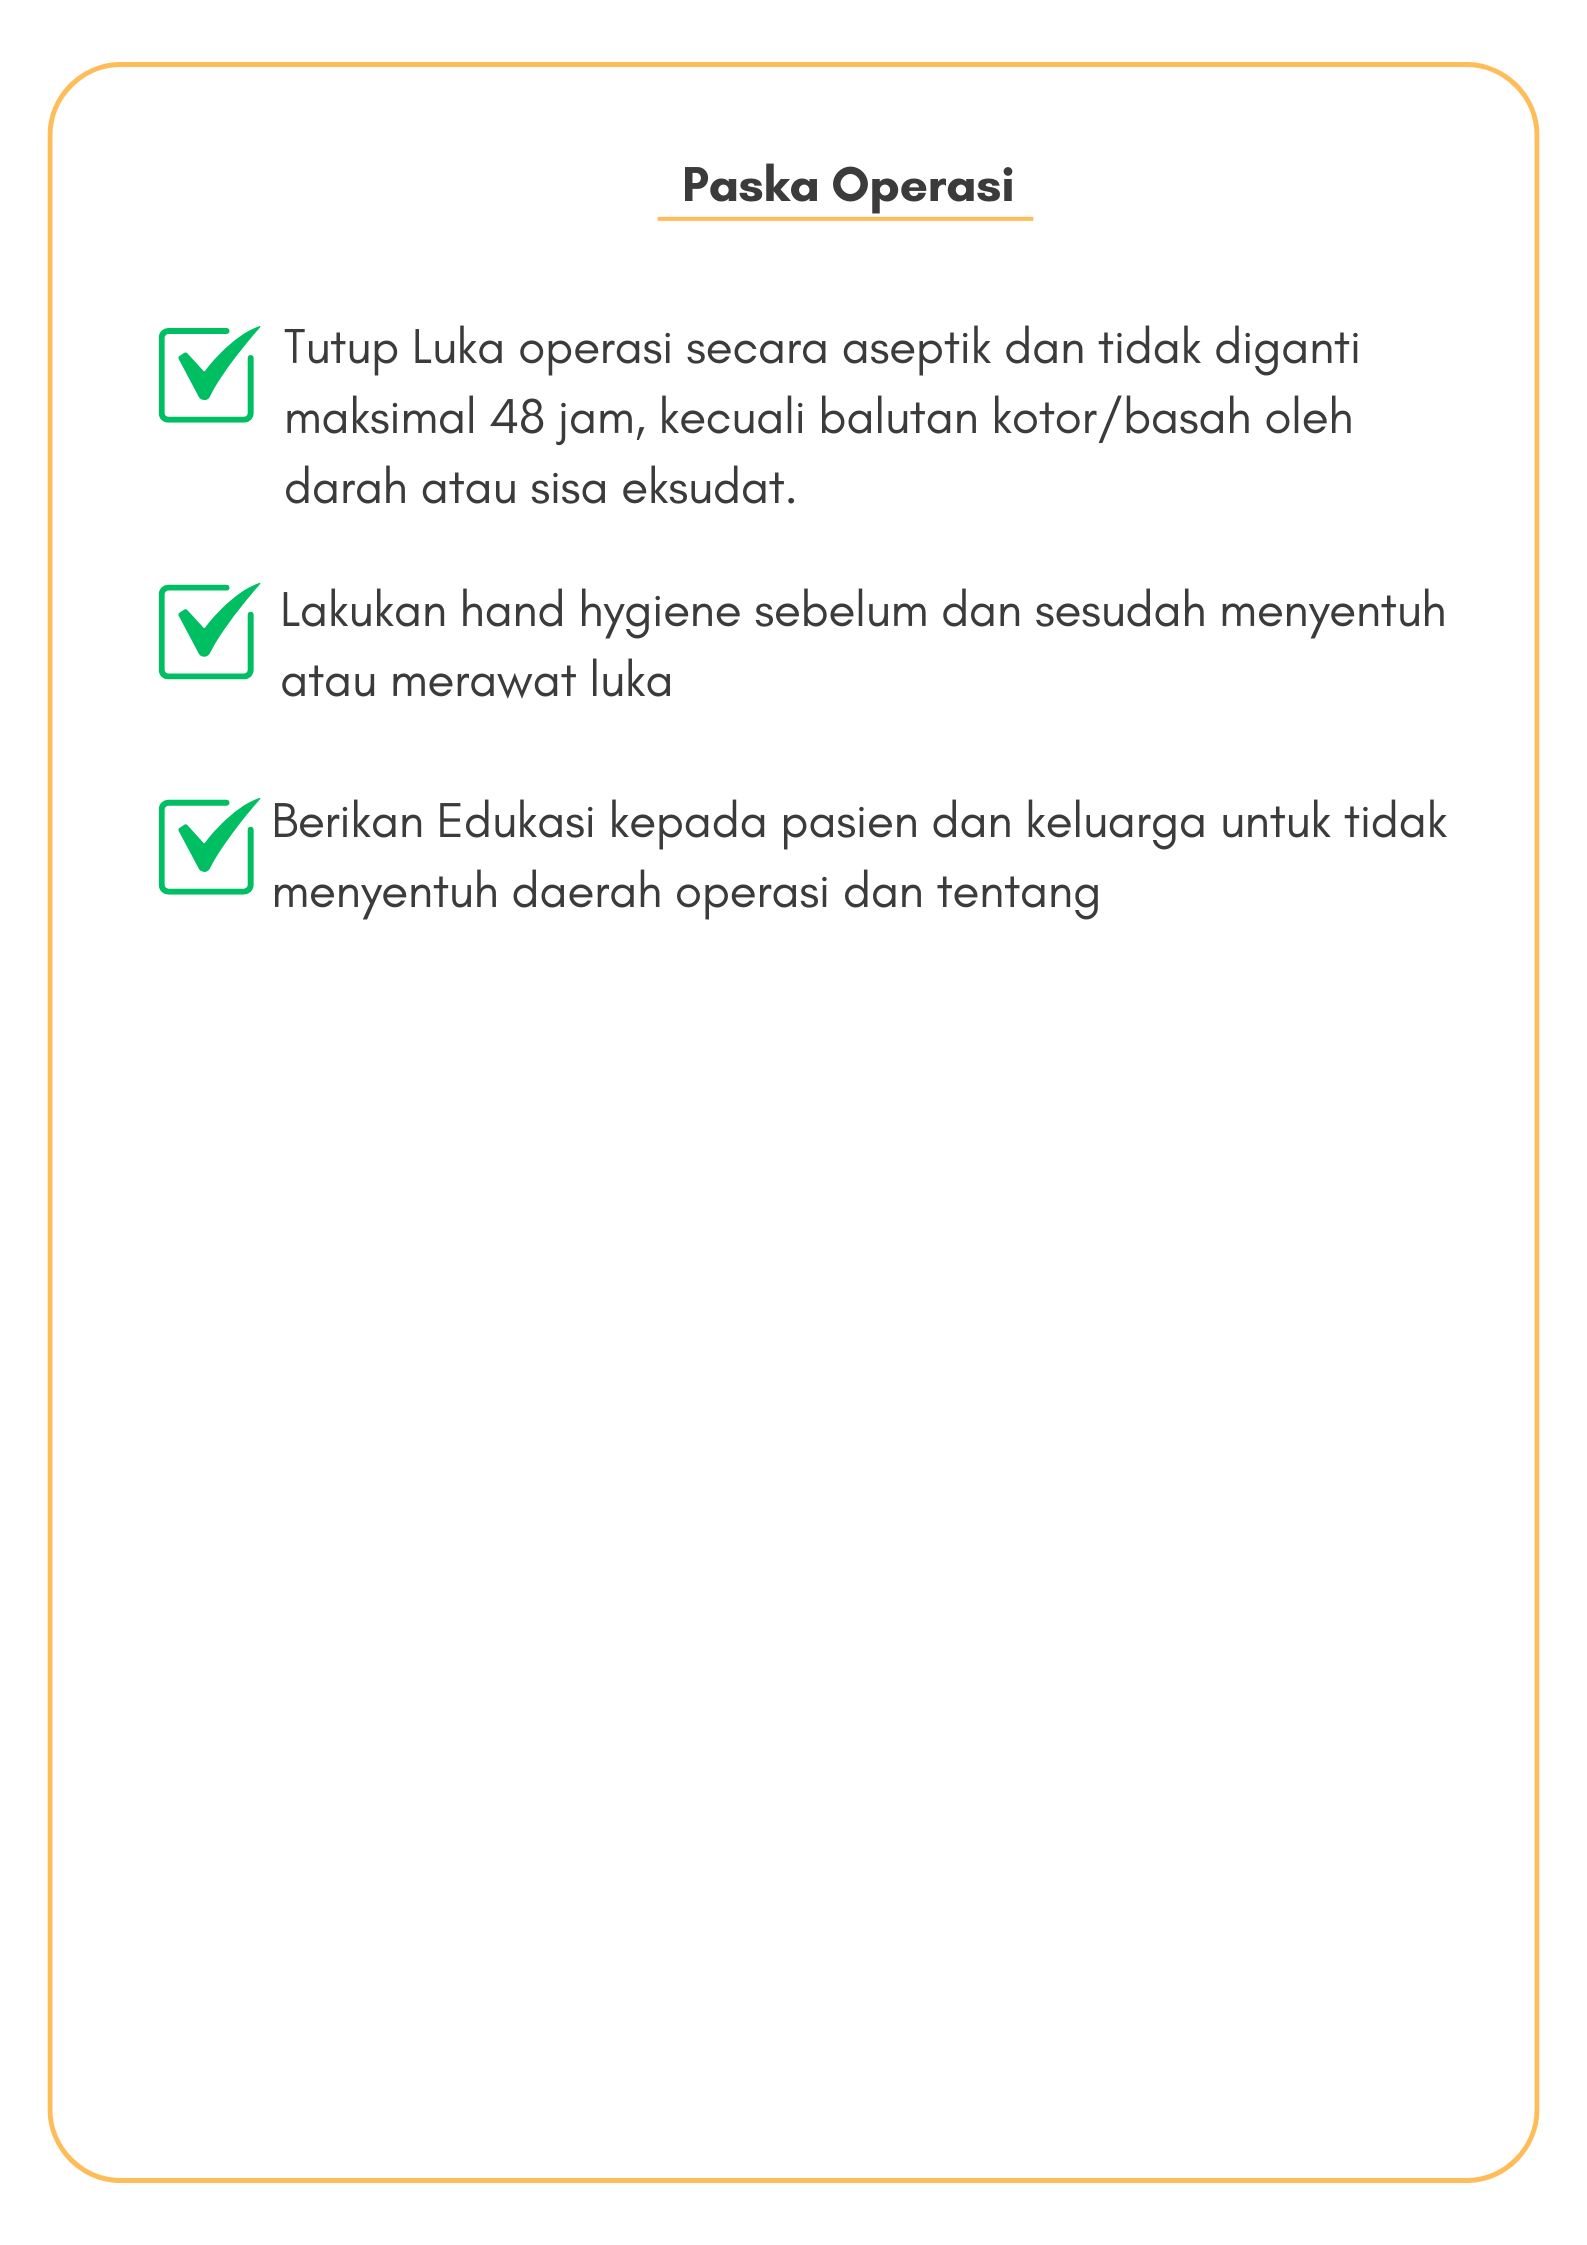 Paska Operasi
Tutup Luka operasi secara aseptik dan tidak diganti
maksimal 48 jam, kecuali balutan kotor/basah oleh
darah atau sisa eksudat.
Lakukan hand hygiene sebelum dan sesudah menyentuh
atau merawat luka
Berikan Edukasi kepada pasien dan keluarga untuk tidak
menyentuh daerah operasi dan tentang